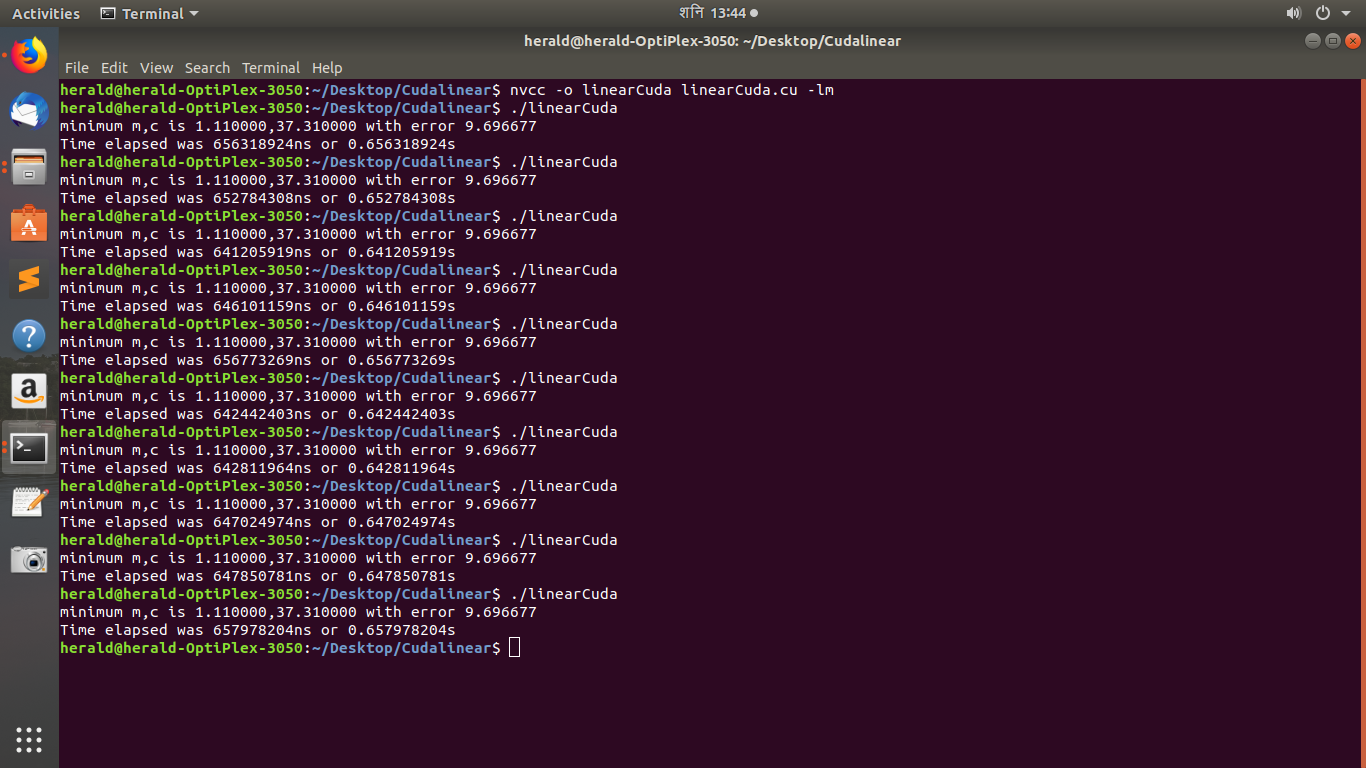 Activities Terminal शनि 13:44
herald@herald-OptiPlex-3050: ~/Desktop/Cudalinear
File Edit View Search Terminal Help
herald@herald-OptiPlex-3050:~/Desktop/Cudalinear$ nvcc -o linearCuda linearCuda.cu -lm
herald@herald-OptiPlex-3050:~/Desktop/Cudalinear$ ./linearCuda
minimum m,c is 1.110000,37.310000 with error 9.696677
Time elapsed was 656318924ns or 0.656318924s
herald@herald-OptiPlex-3050:~/Desktop/Cudalinear$ ./linearCuda
minimum m,c is 1.110000,37.310000 with error 9.696677
Time elapsed was 652784308ns or 0.652784308s
herald@herald-OptiPlex-3050:~/Desktop/Cudalinear$ ./linearCuda
minimum m,c is 1.110000,37.310000 with error 9.696677
Time elapsed was 641205919ns or 0.641205919s
herald@herald-OptiPlex-3050:~/Desktop/Cudalinear$ ./linearCuda
minimum m,c is 1.110000,37.310000 with error 9.696677
Time elapsed was 646101159ns or 0.646101159s
herald@herald-OptiPlex-3050:~/Desktop/Cudalinear$ ./linearCuda
minimum m,c is 1.110000,37.310000 with error 9.696677
Time elapsed was 656773269ns or 0.656773269s
herald@herald-OptiPlex-3050:~/Desktop/Cudalinear$ ./linearCuda
minimum m,c is 1.110000,37.310000 with error 9.696677
Time elapsed was 642442403ns or 0.642442403s
herald@herald-OptiPlex-3050:~/Desktop/Cudalinear$ ./linearCuda
minimum m,c is 1.110000,37.310000 with error 9.696677
Time elapsed was 642811964ns or 0.642811964s
herald@herald-OptiPlex-3050:~/Desktop/Cudalinear$ ./linearCuda
minimum m,c is 1.110000,37.310000 with error 9.696677
Time elapsed was 647024974ns or 0.647024974s
herald@herald-OptiPlex-3050:~/Desktop/Cudalinear$ ./linearCuda
minimum m,c is 1.110000,37.310000 with error 9.696677
Time elapsed was 647850781ns or 0.647850781s
herald@herald-OptiPlex-3050:~/Desktop/Cudalinear$ ./linearCuda
minimum m,c is 1.110000,37.310000 with error 9.696677
Time elapsed was 657978204ns or 0.657978204s
herald@herald-OptiPlex-3050:~/Desktop/Cudalinear$